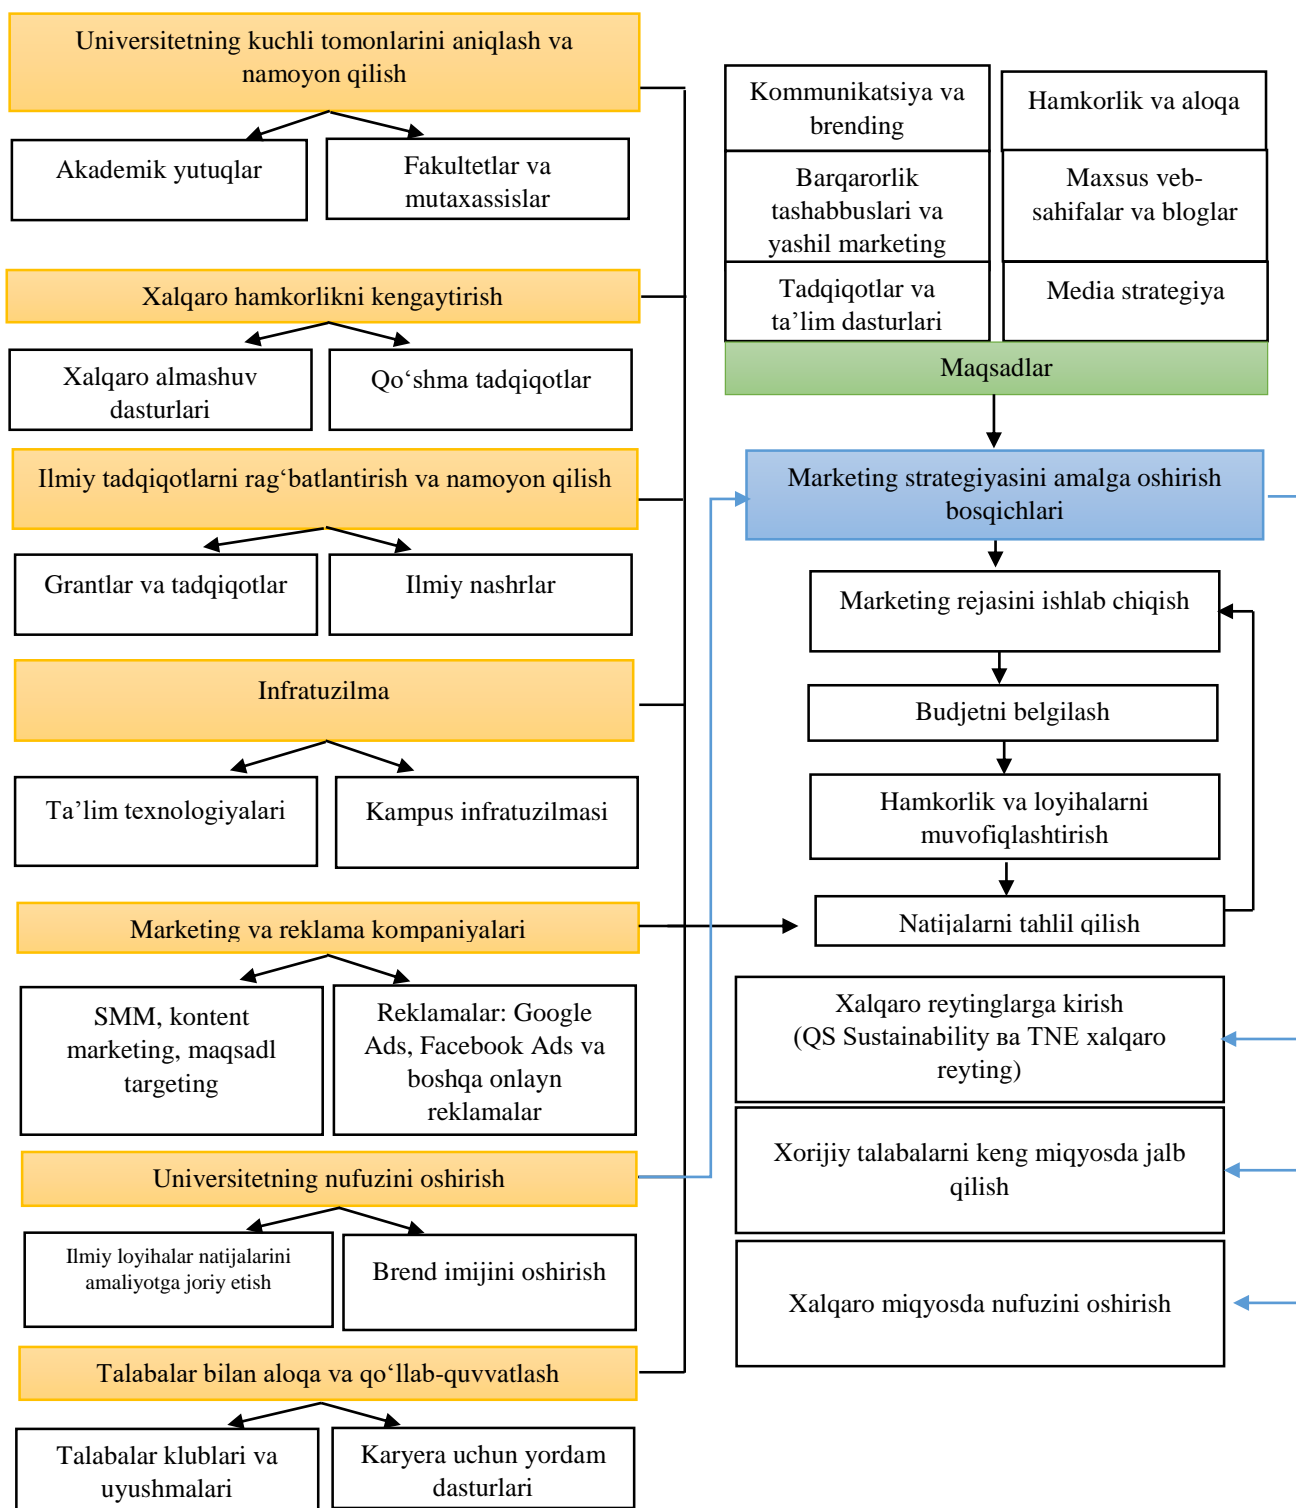 Universitetning kuchli tomonlarini aniqlash va
namoyon qilish
Akademik yutuqlar
Fakultetlar va
mutaxassislar
Xalqaro hamkorlikni kengaytirish
Xalqaro almashuv
dasturlari
Qo‘shma tadqiqotlar
Ilmiy tadqiqotlarni rag‘batlantirish va namoyon qilish
Grantlar va tadqiqotlar
Ilmiy nashrlar
Infratuzilma
Ta’lim texnologiyalari
Kampus infratuzilmasi
Marketing va reklama kompaniyalari
SMM, kontent
marketing, maqsadl
targeting
Reklamalar: Google
Ads, Facebook Ads va
boshqa onlayn
reklamalar
Universitetning nufuzini oshirish
Ilmiy loyihalar natijalarini
amaliyotga joriy etish
Brend imijini oshirish
Talabalar bilan aloqa va qo‘llab-quvvatlash
Talabalar klublari va
uyushmalari
Karyera uchun yordam
dasturlari
Kommunikatsiya va
brending
Hamkorlik va aloqa
Barqarorlik
tashabbuslari va
yashil marketing
Maxsus veb-
sahifalar va bloglar
Tadqiqotlar va
ta’lim dasturlari
Media strategiya
Maqsadlar
Marketing strategiyasini amalga oshirish
bosqichlari
Marketing rejasini ishlab chiqish
Budjetni belgilash
Hamkorlik va loyihalarni
muvofiqlashtirish
Natijalarni tahlil qilish
Xalqaro reytinglarga kirish
(QS Sustainability ва TNE xalqaro
reyting)
Xorijiy talabalarni keng miqyosda jalb
qilish
Xalqaro miqyosda nufuzini oshirish